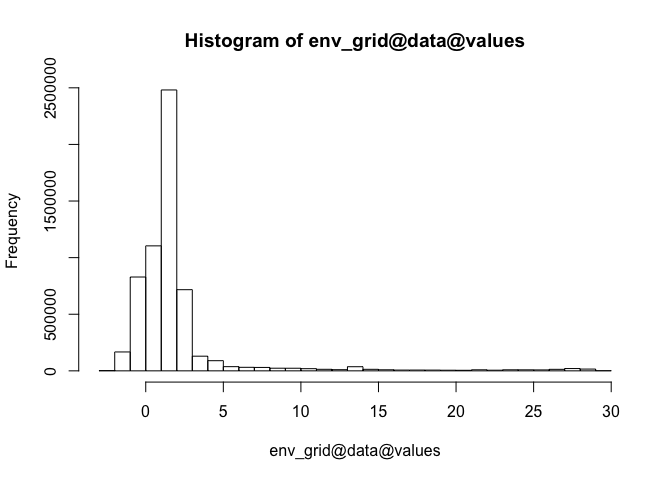 Histogram of env_grid@data@values
Frequency
2500000
1500000
500000
0
0 5 10 15 20 25 30
env_grid@data@values